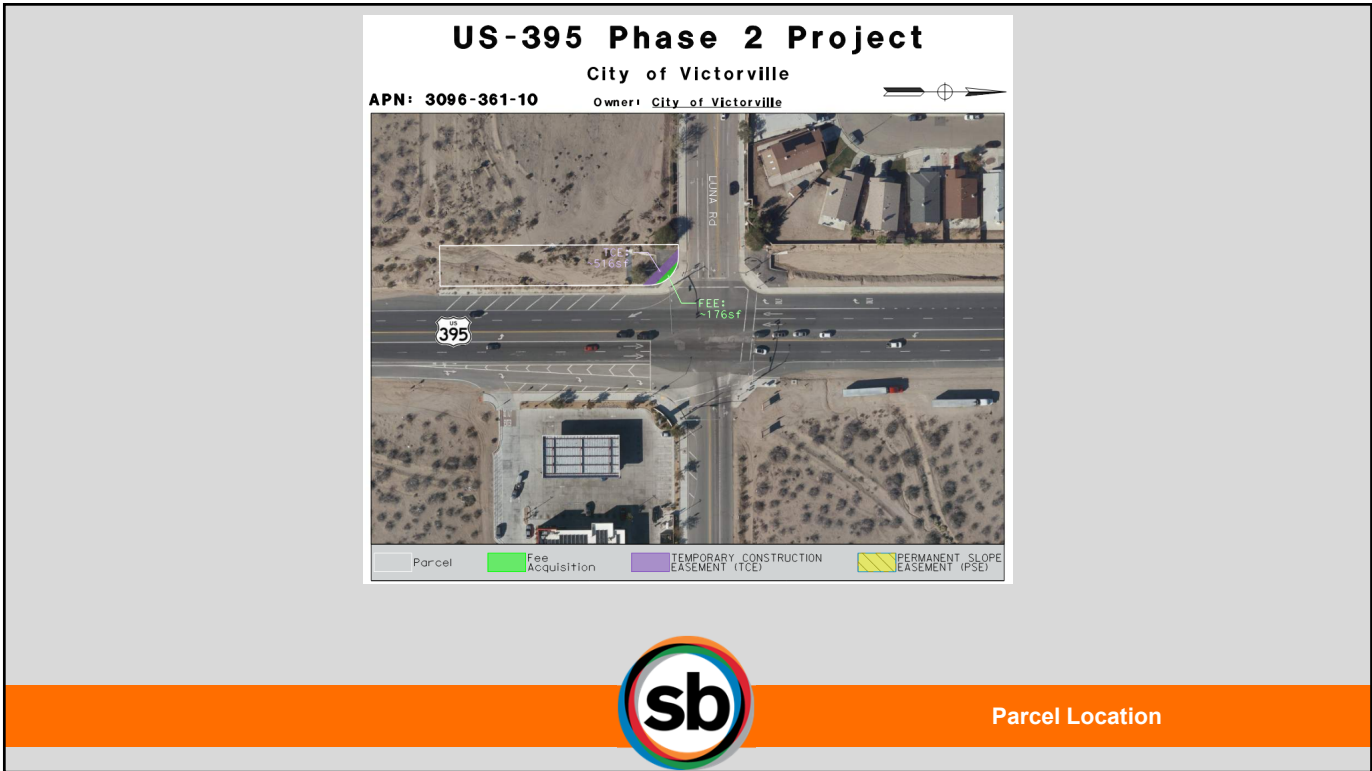 US-395 Phase 2 Project
City of Victorville
APN: 3096-361-10
Owner: City of Victorville
LUNA Rd
TCE:
~516sf
FEE:
~176sf
US
395
Parcel
Fee
Acquisition
TEMPORARY CONSTRUCTION
EASEMENT (TCE)
PERMANENT SLOPE
EASEMENT (PSE)
sb
Parcel Location